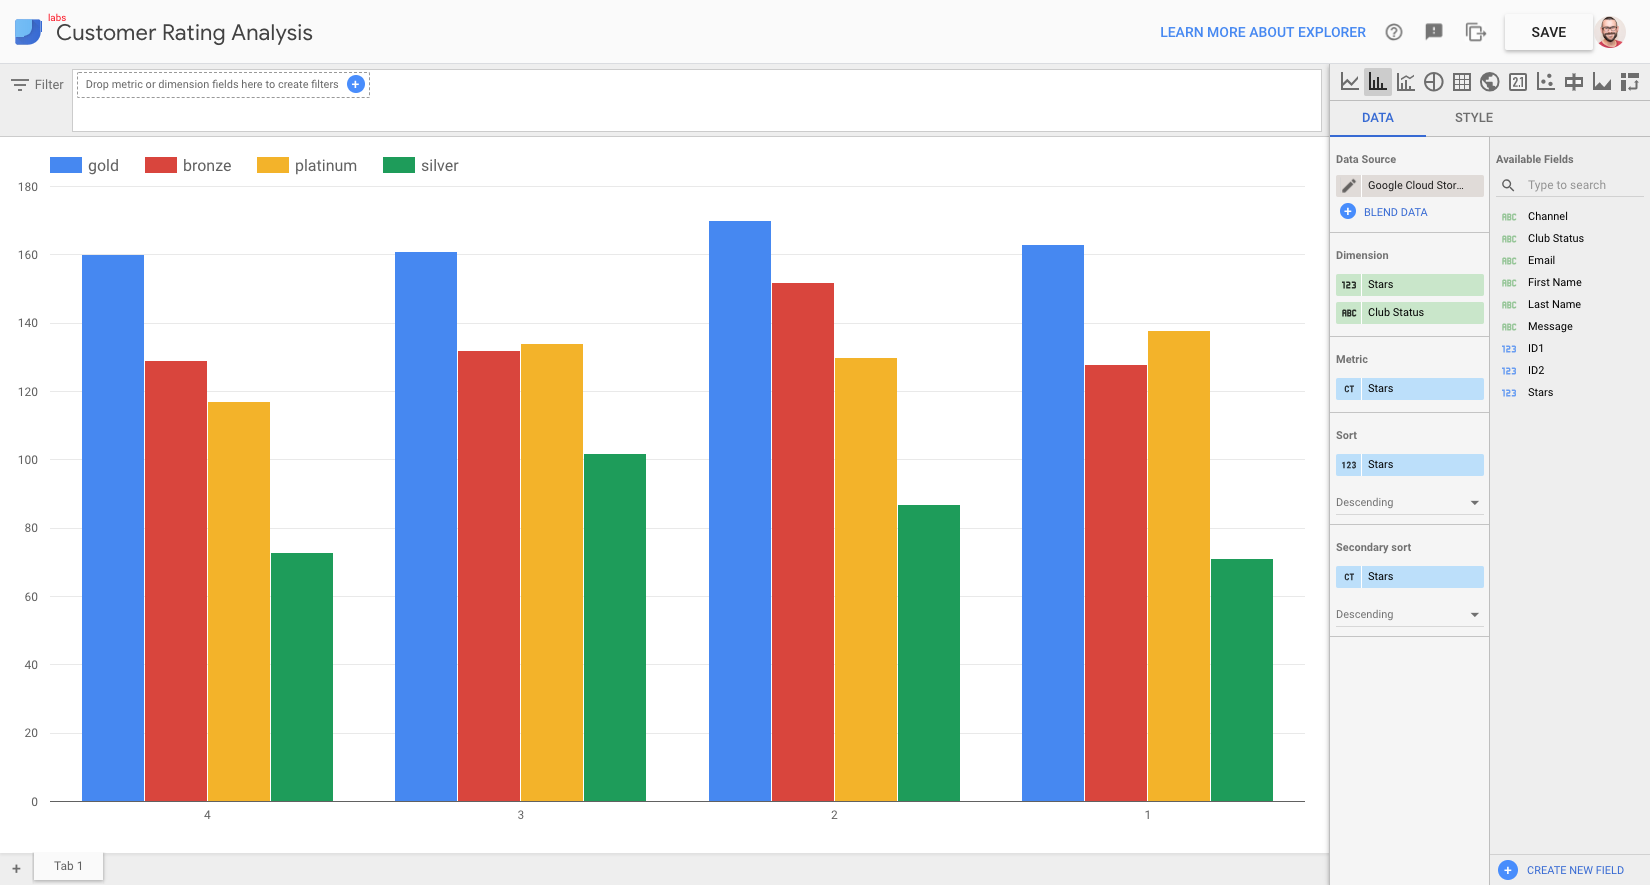 labs
Customer Rating Analysis
LEARN MORE ABOUT EXPLORER
SAVE
Filter
Drop metric or dimension fields here to create filters
2.1
DATA
STYLE
gold
bronze
platinum
silver
180
160
140
120
100
80
60
40
20
0
4
3
2
1
Tab 1
Data Source
Google Cloud Stor...
BLEND DATA
Dimension
123 Stars
ABC Club Status
Metric
CT Stars
Sort
123 Stars
Descending
Secondary sort
CT Stars
Descending
Available Fields
Type to search
ABC Channel
ABC Club Status
ABC Email
ABC First Name
ABC Last Name
ABC Message
123 ID1
123 ID2
123 Stars
CREATE NEW FIELD